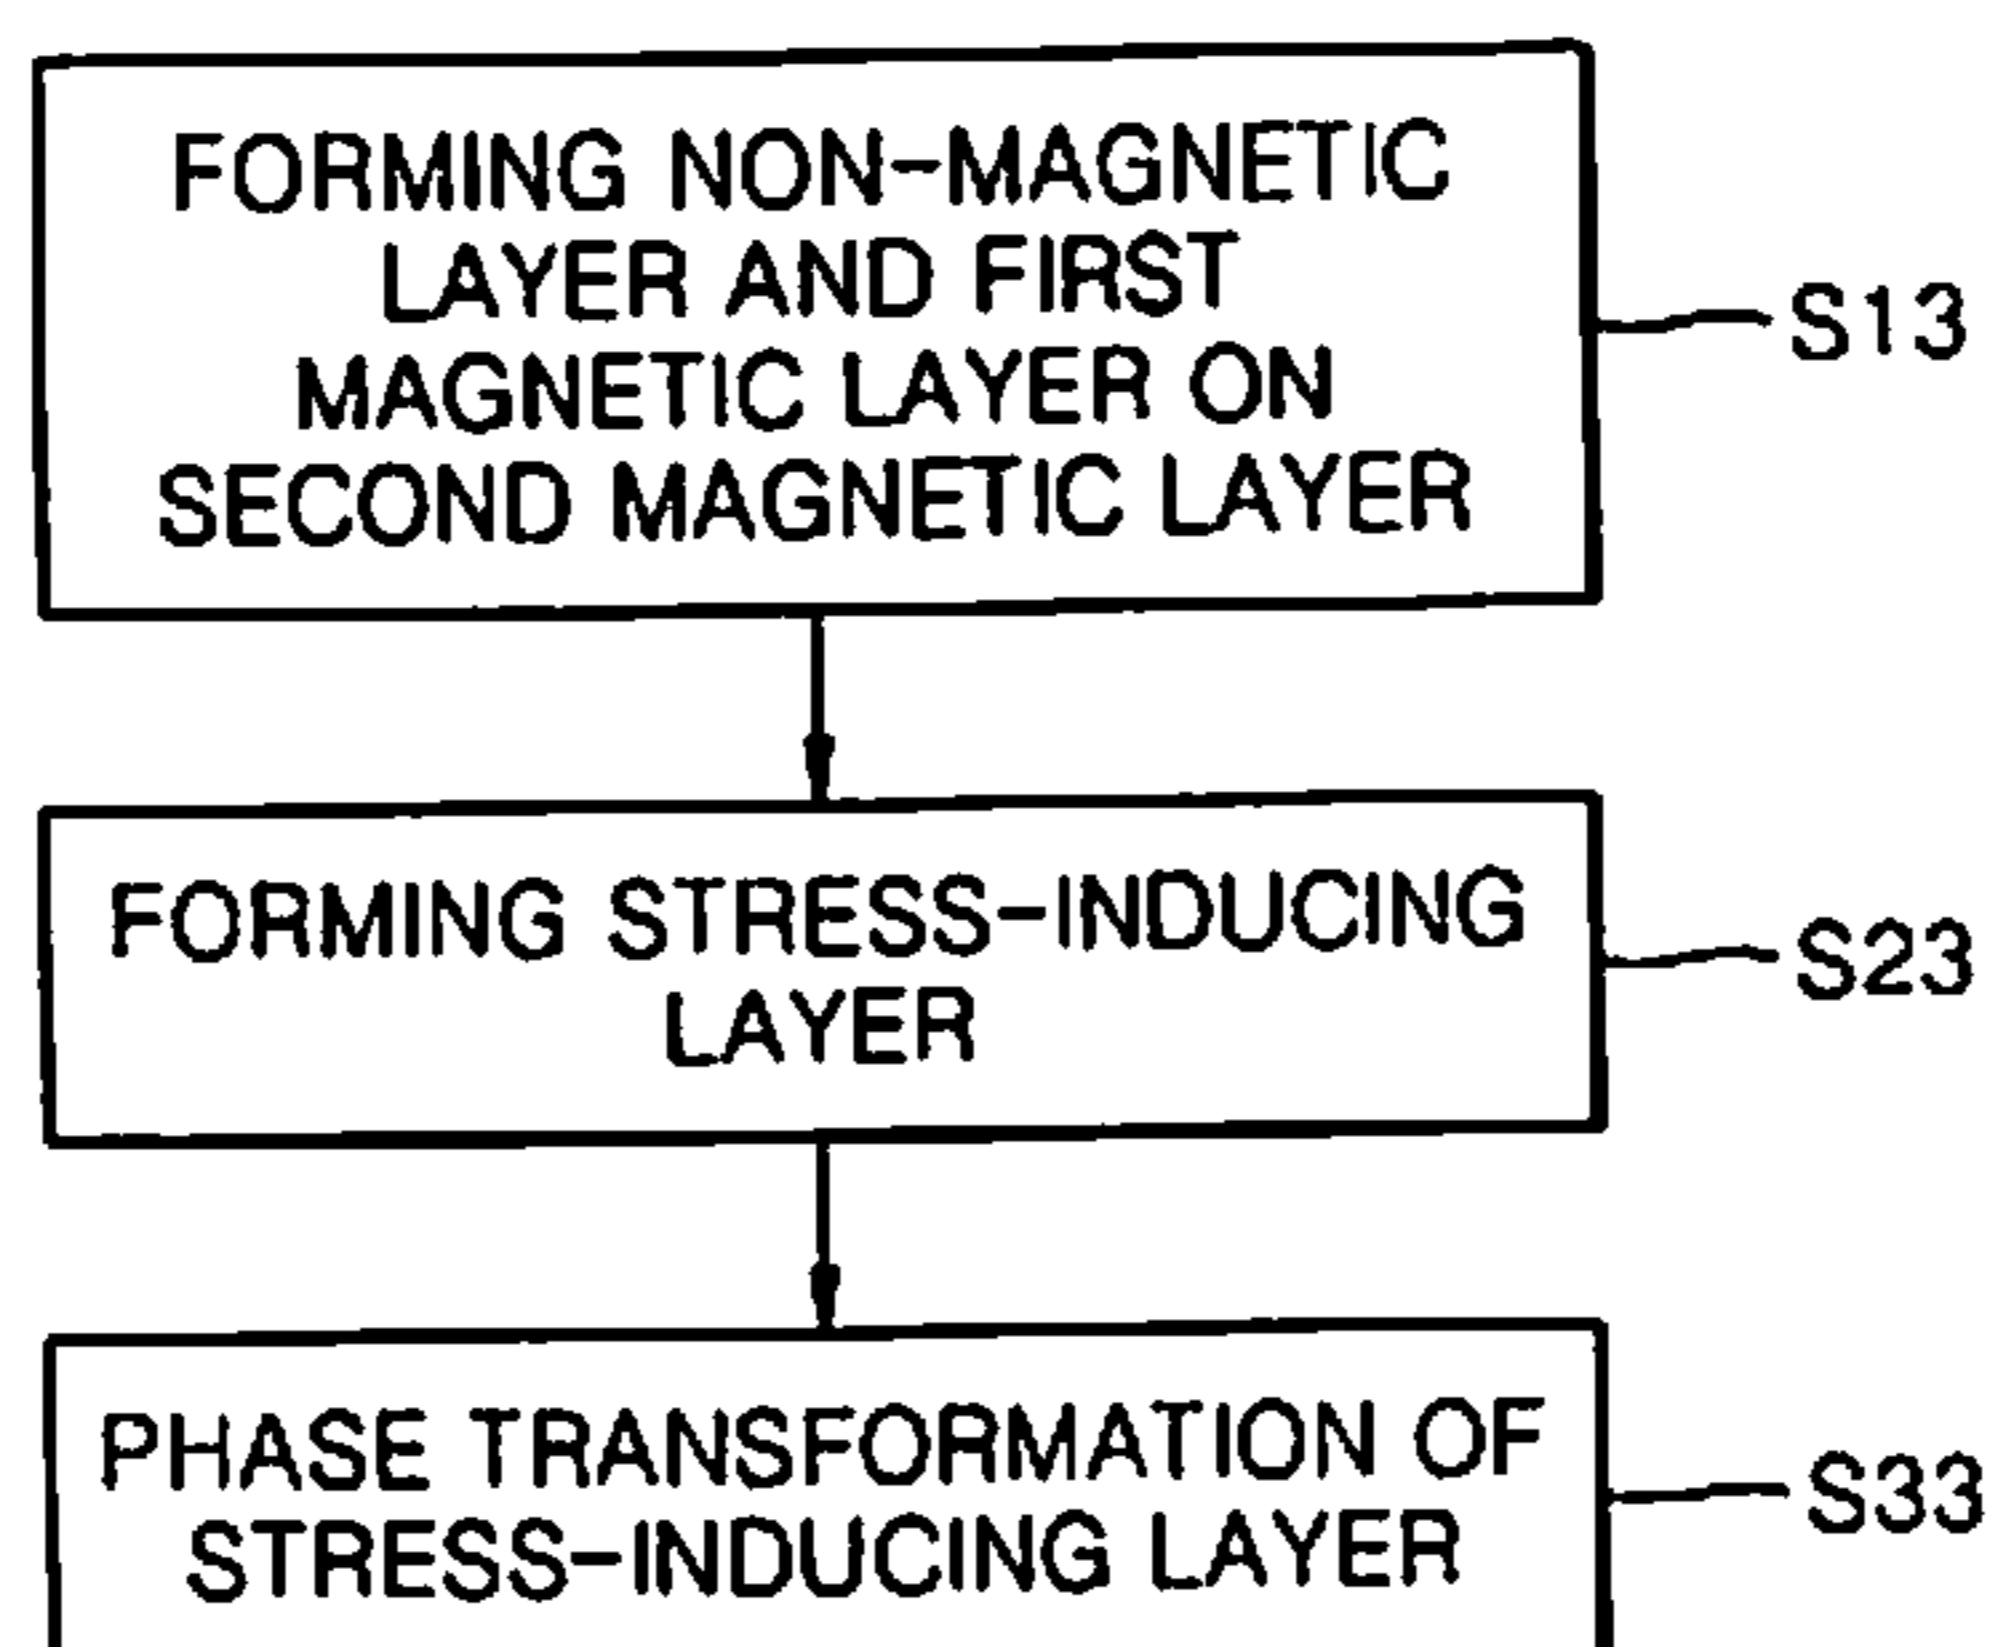 FORMING NON-MAGNETIC
LAYER AND FIRST
MAGNETIC LAYER ON
SECOND MAGNETIC LAYER
S13
FORMING STRESS-INDUCING
LAYER
S23
PHASE TRANSFORMATION OF
STRESS-INDUCING LAYER
S33